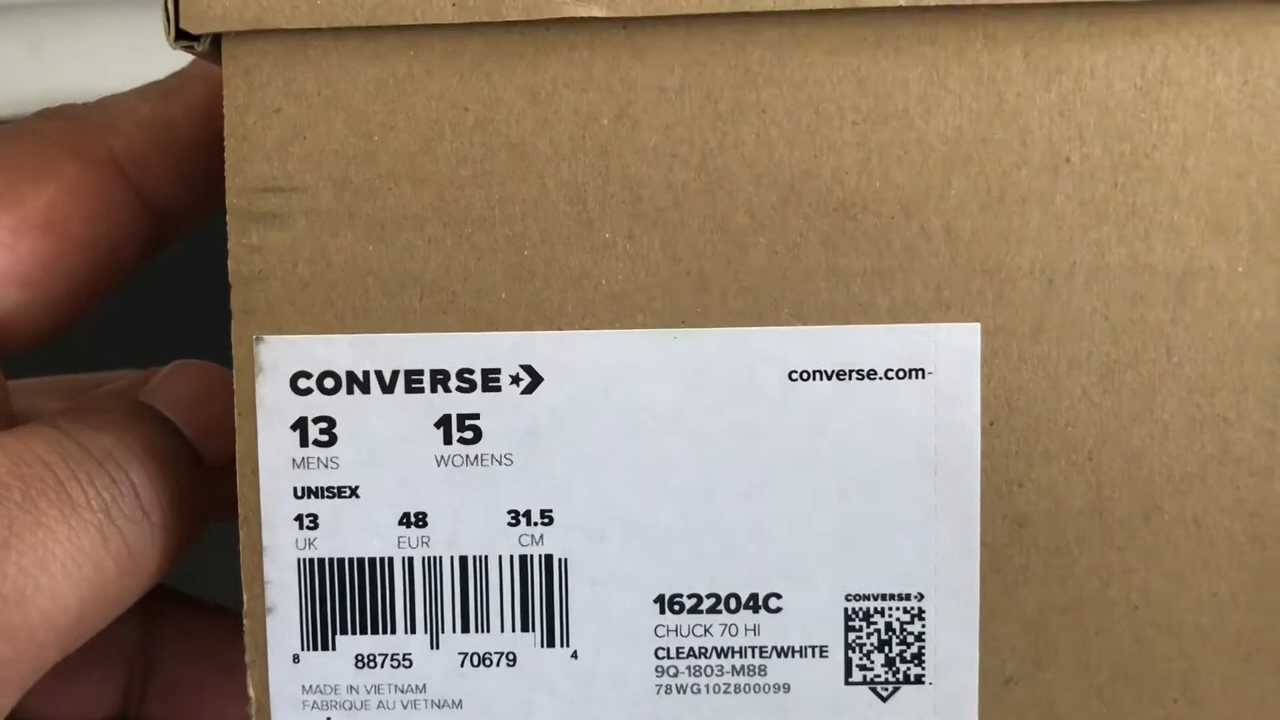 CONVERSE
converse.com-
13 15
MENS WOMENS
UNISEX
13 48 31.5
UK EUR CM
8 88755 70679 4
MADE IN VIETNAM
FABRIQUE AU VIETNAM
162204C
CHUCK 70 HI
CLEAR/WHITE/WHITE
9Q-1803-M88
78WG10Z800099
CONVERSE